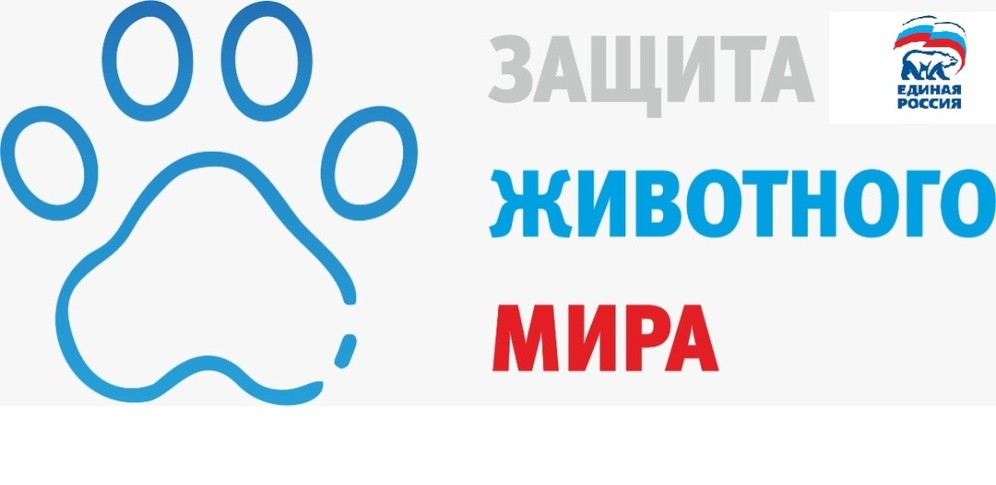 ЗАЩИТА
ЖИВОТНОГО
МИРА
ЕДИНАЯ
РОССИЯ